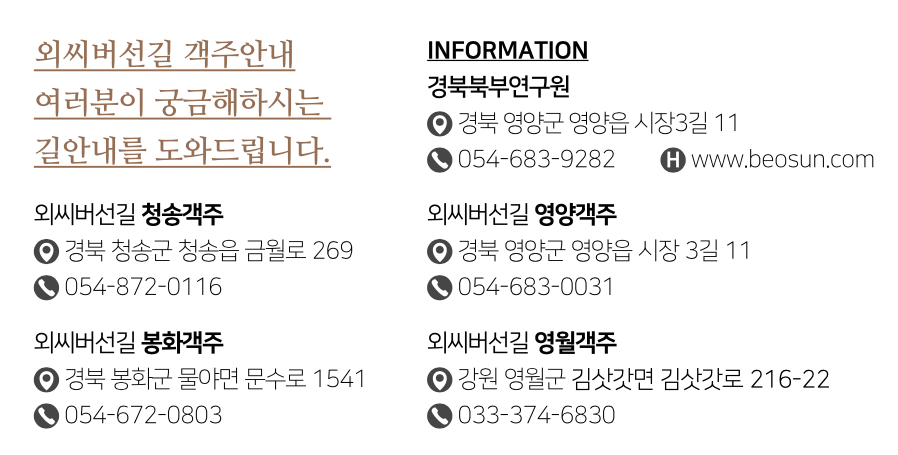 외씨버선길 객주안내
여러분이 궁금해하시는
길안내를 도와드립니다.
INFORMATION
경북북부연구원
경북 영양군 영양읍 시장3길 11
054-683-9282 H www.beosun.com
외씨버선길 청송객주
경북 청송군 청송읍 금월로 269
054-872-0116
외씨버선길 영양객주
경북 영양군 영양읍 시장 3길 11
054-683-0031
외씨버선길 봉화객주
경북 봉화군 물야면 문수로 1541
054-672-0803
외씨버선길 영월객주
강원 영월군 김삿갓면 김삿갓로 216-22
033-374-6830